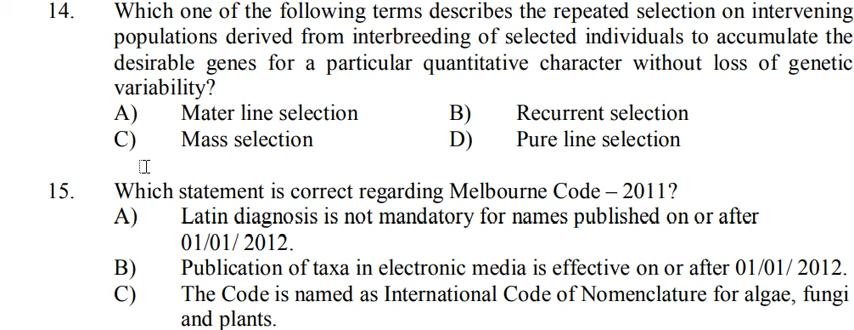 14. Which one of the following terms describes the repeated selection on intervening
populations derived from interbreeding of selected individuals to accumulate the
desirable genes for a particular quantitative character without loss of genetic
variability?
A) Mater line selection B) Recurrent selection
C) Mass selection D) Pure line selection
15. Which statement is correct regarding Melbourne Code – 2011?
A) Latin diagnosis is not mandatory for names published on or after
01/01/ 2012.
B) Publication of taxa in electronic media is effective on or after 01/01/ 2012.
C) The Code is named as International Code of Nomenclature for algae, fungi
and plants.